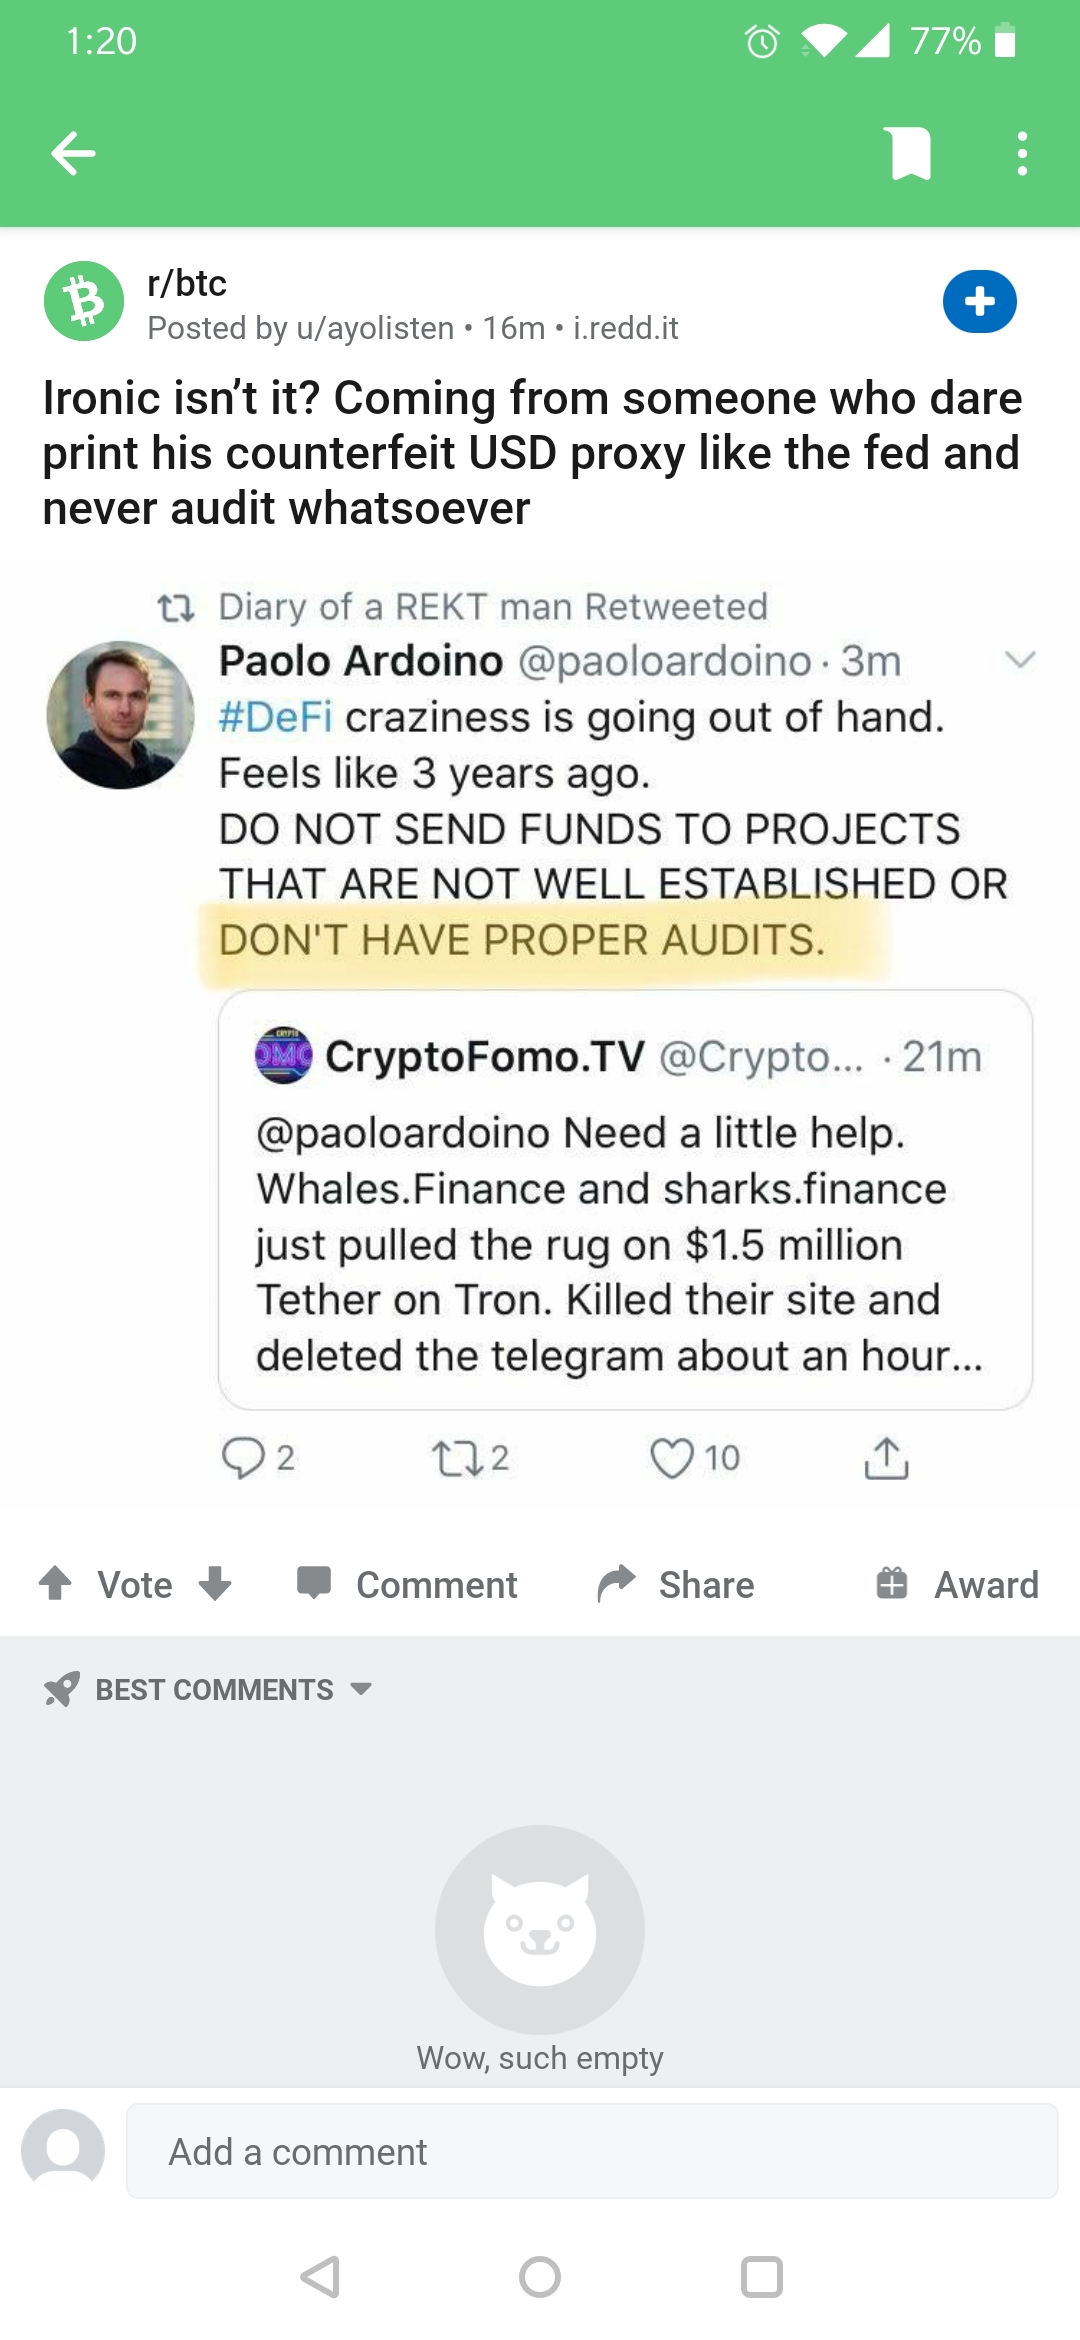 1:20
77%
r/btc
Posted by u/ayolisten • 16m • i.redd.it
Ironic isn't it? Coming from someone who dare
print his counterfeit USD proxy like the fed and
never audit whatsoever
Diary of a REKT man Retweeted
Paolo Ardoino @paoloardoino · 3m
#DeFi craziness is going out of hand.
Feels like 3 years ago.
DO NOT SEND FUNDS TO PROJECTS
THAT ARE NOT WELL ESTABLISHED OR
DON'T HAVE PROPER AUDITS.
CryptoFomo.TV @Crypto... · 21m
@paoloardoino Need a little help.
Whales.Finance and sharks.finance
just pulled the rug on $1.5 million
Tether on Tron. Killed their site and
deleted the telegram about an hour...
2 2 10
Vote Comment Share Award
BEST COMMENTS
Wow, such empty
Add a comment